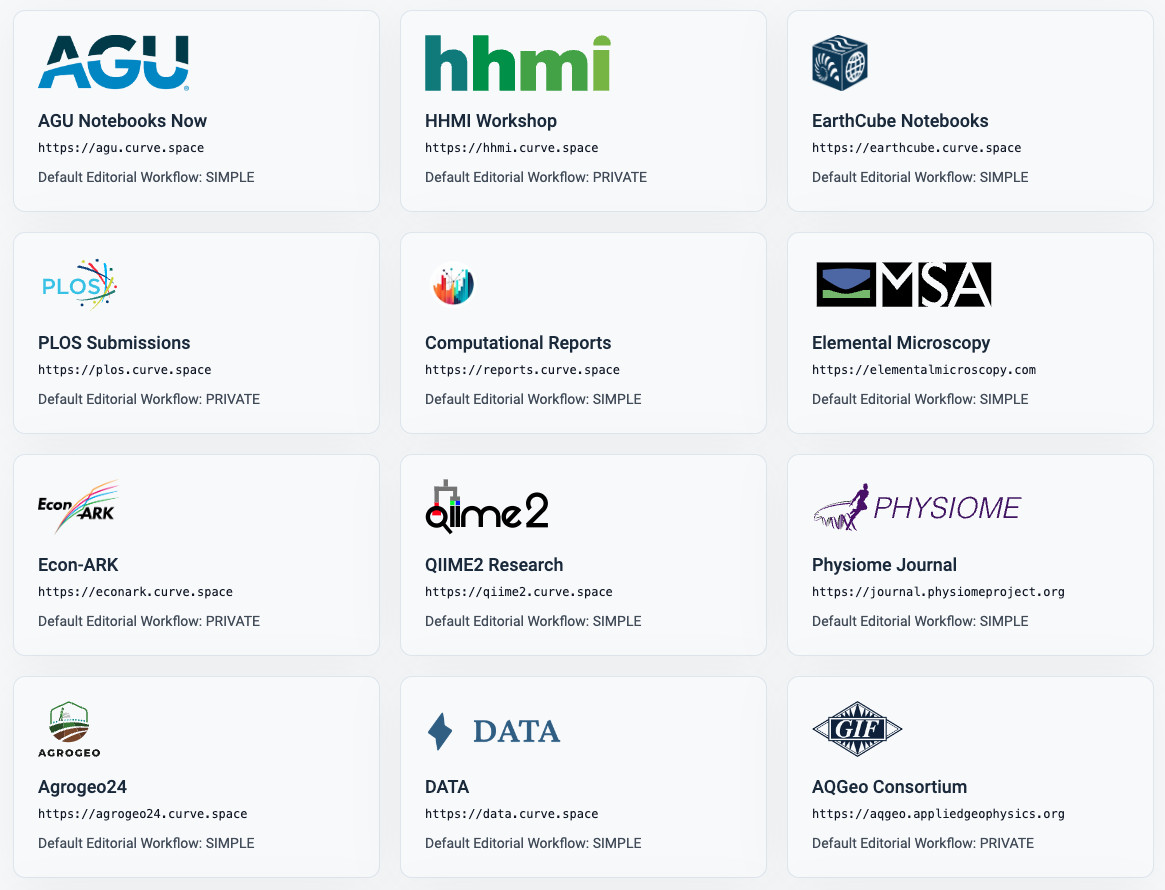 AGU
AGU Notebooks Now
https://agu.curve.space
Default Editorial Workflow: SIMPLE
hhmi
HHMI Workshop
https://hhmi.curve.space
Default Editorial Workflow: PRIVATE
EarthCube Notebooks
https://earthcube.curve.space
Default Editorial Workflow: SIMPLE
PLOS
PLOS Submissions
https://plos.curve.space
Default Editorial Workflow: PRIVATE
Computational Reports
https://reports.curve.space
Default Editorial Workflow: SIMPLE
MSA
Elemental Microscopy
https://elementalmicroscopy.com
Default Editorial Workflow: SIMPLE
Econ
ARK
Econ-ARK
https://econark.curve.space
Default Editorial Workflow: PRIVATE
QIIME2
QIIME2 Research
https://qiime2.curve.space
Default Editorial Workflow: SIMPLE
PHYSIOME
Physiome Journal
https://journal.physiomeproject.org
Default Editorial Workflow: SIMPLE
AGROGEO
Agrogeo24
https://agrogeo24.curve.space
Default Editorial Workflow: SIMPLE
DATA
DATA
https://data.curve.space
Default Editorial Workflow: SIMPLE
GIF
AQGeo Consortium
https://aqgeo.appliedgeophysics.org
Default Editorial Workflow: PRIVATE